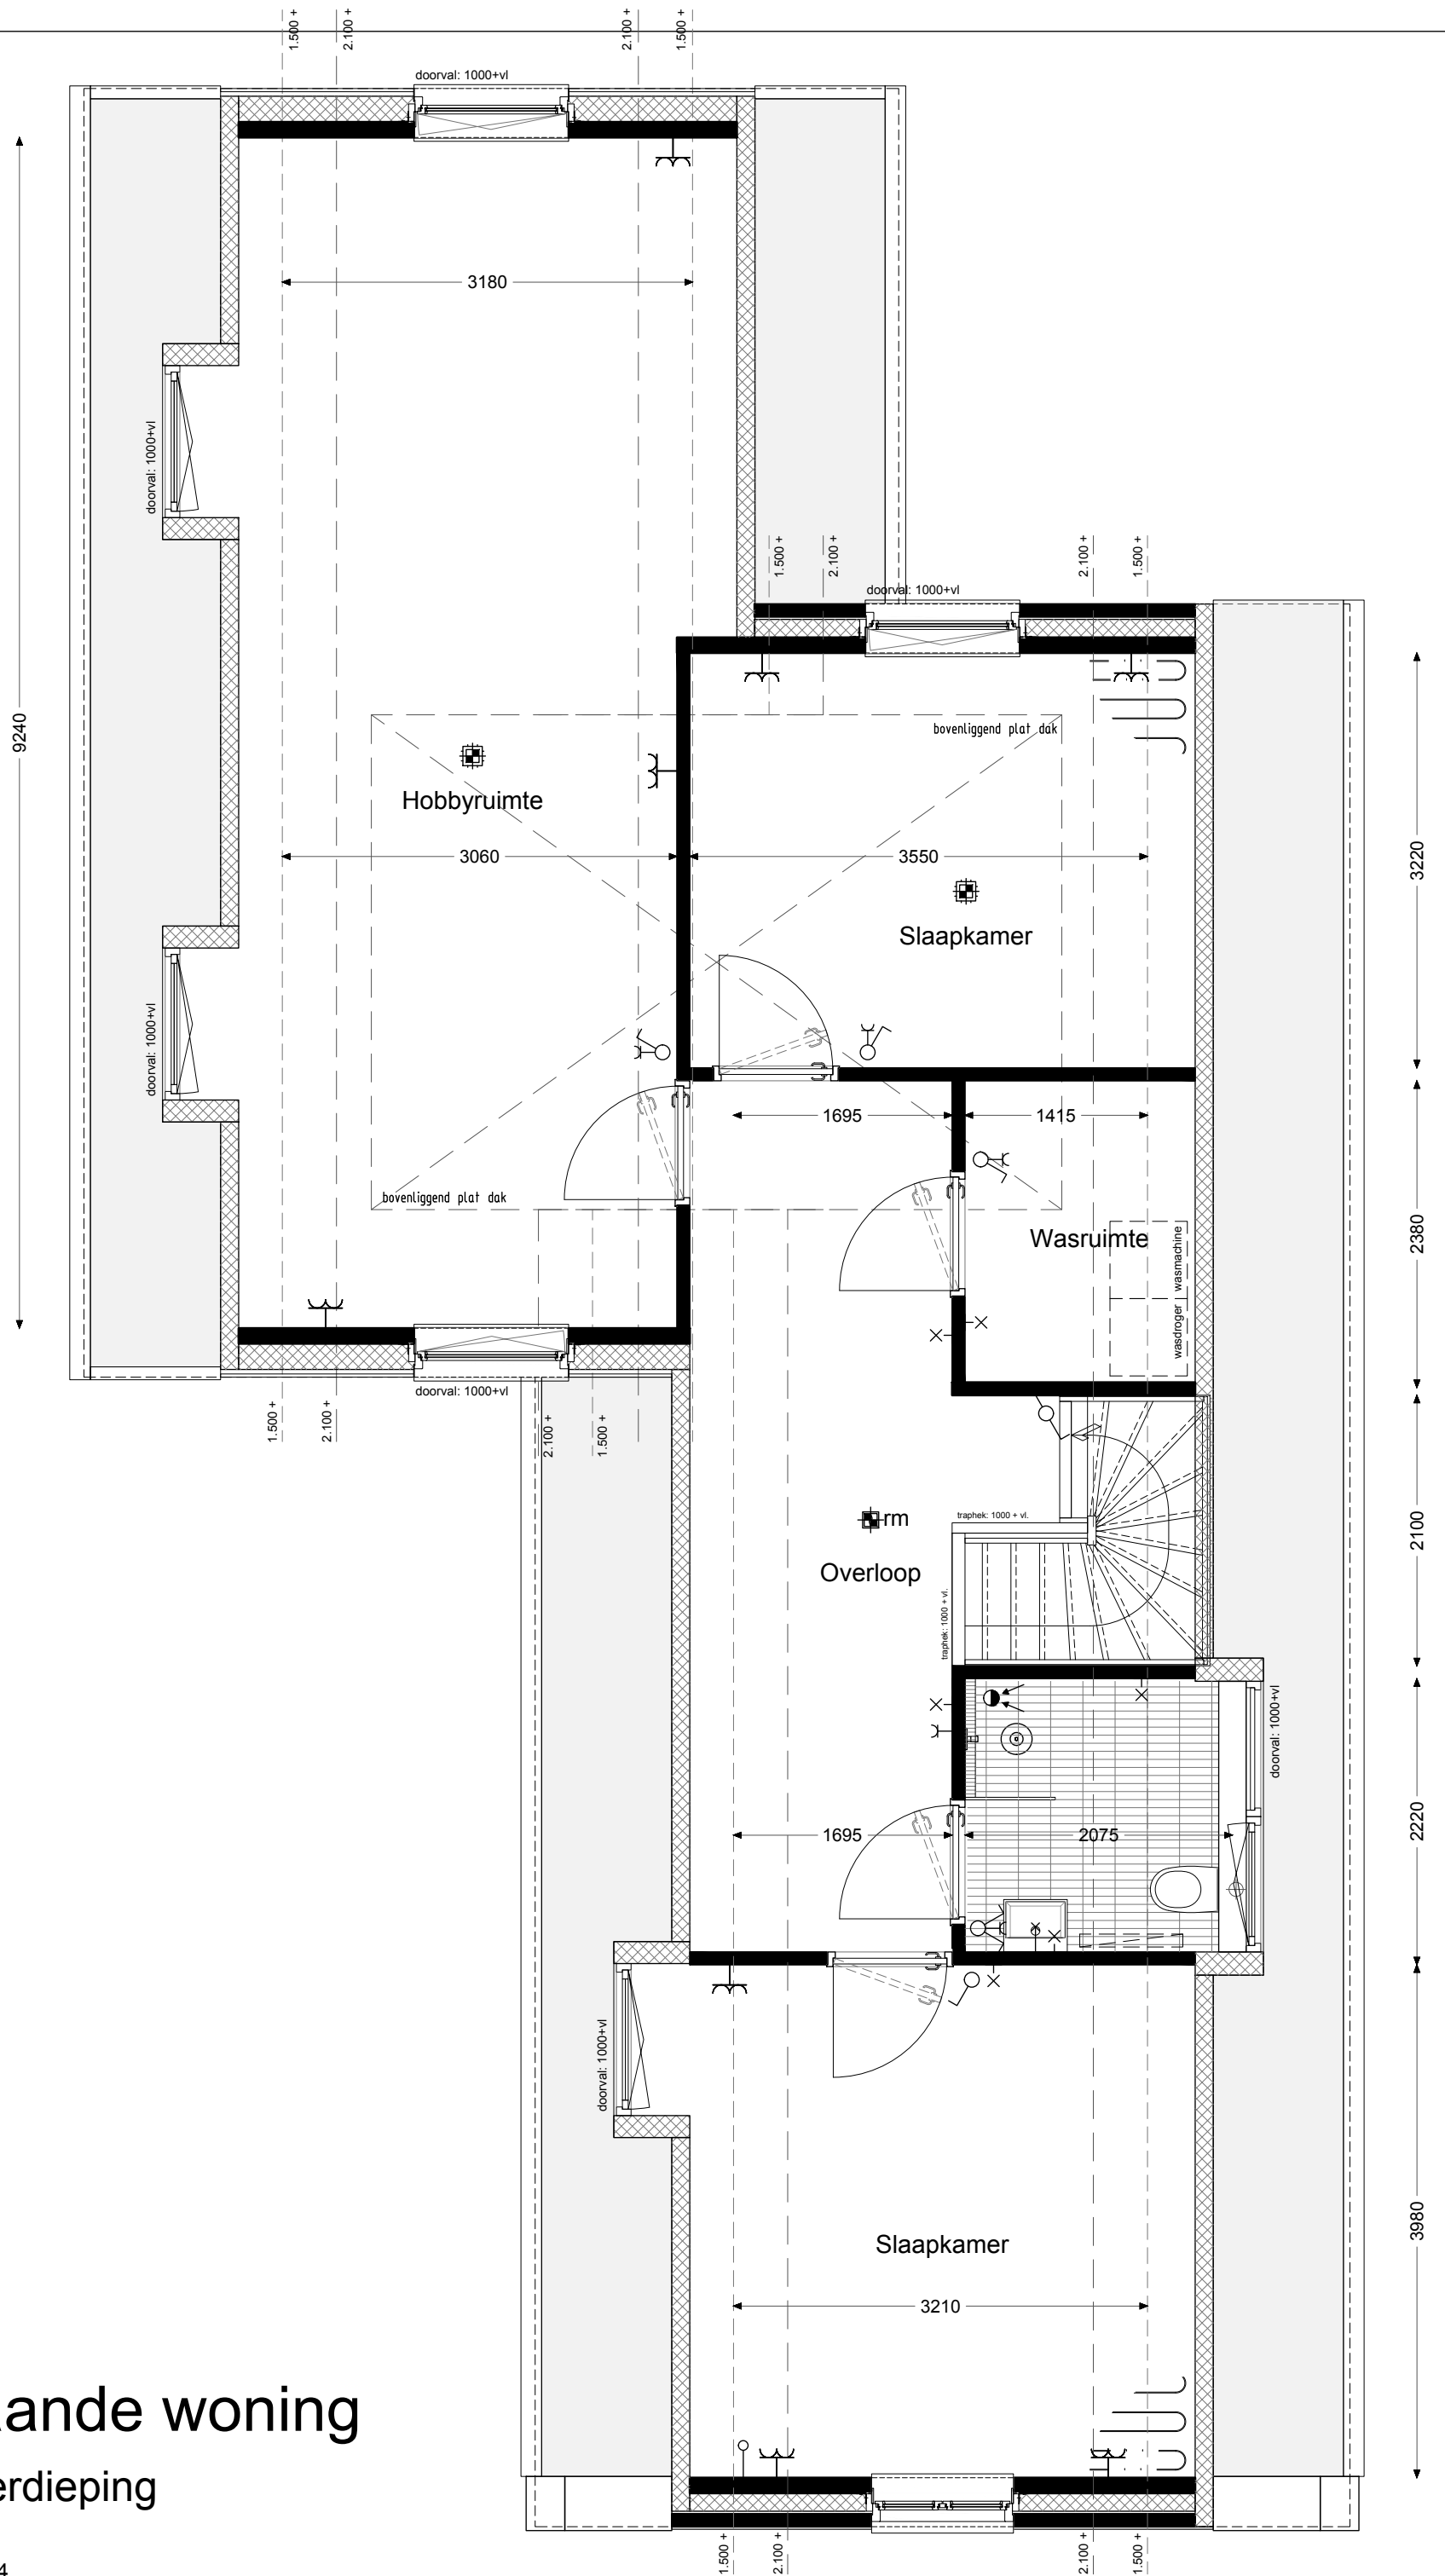 1.500 +
2.100 +
2.100 +
1.500 +
doorval: 1000+vl
3180
doorval: 1000+vl
9240
1.500 +
2.100 +
2.100 +
1.500 +
doorval: 1000+vl
bovenliggend plat dak
Hobbyruimte
3060
3550
3220
Slaapkamer
doorval: 1000+vl
1695
1415
bovenliggend plat dak
Wasruimte
wasmachine
wasdroger
2380
doorval: 1000+vl
1.500 +
2.100 +
2.100 +
1.500 +
rm
traphek: 1000 + vl.
Overloop
traphek: 1000 + vl.
2100
doorval: 1000+vl
1695
2075
2220
doorval: 1000+vl
Slaapkamer
3210
3980
ande woning
erdieping
1.500 +
2.100 +
2.100 +
1.500 +
4